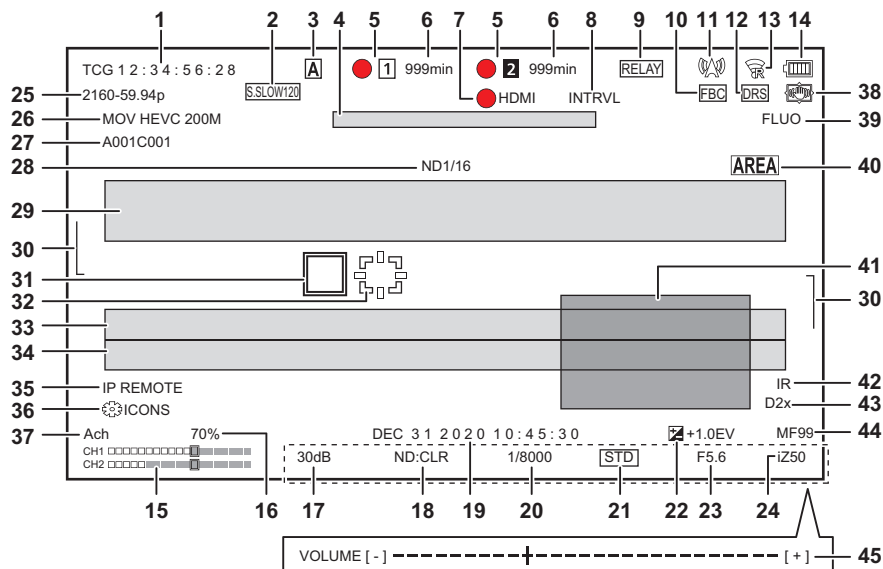 1 2 3 4 5 6 7 5 6 8 9 10 11 12 13 14
TCG 12:34:56:28 A 1 999min 2 999min RELAY
25 2160-59.94p S.SLOW120 HDMI INTRVL FBC DRS 38
26 MOV HEVC 200M FLUO 39
27 A001C001
28 ND1/16 AREA 40
29
30
31 41
32 30
33
34
35 IP REMOTE IR 42
36 ICONS D2x 43
37 Ach 70% DEC 31 2020 10:45:30 +1.0EV MF99 44
CH1
CH2 30dB ND:CLR 1/8000 STD F5.6 iZ50
15 16 17 18 19 20 21 22 23 24
VOLUME [ - ] [ + ] 45